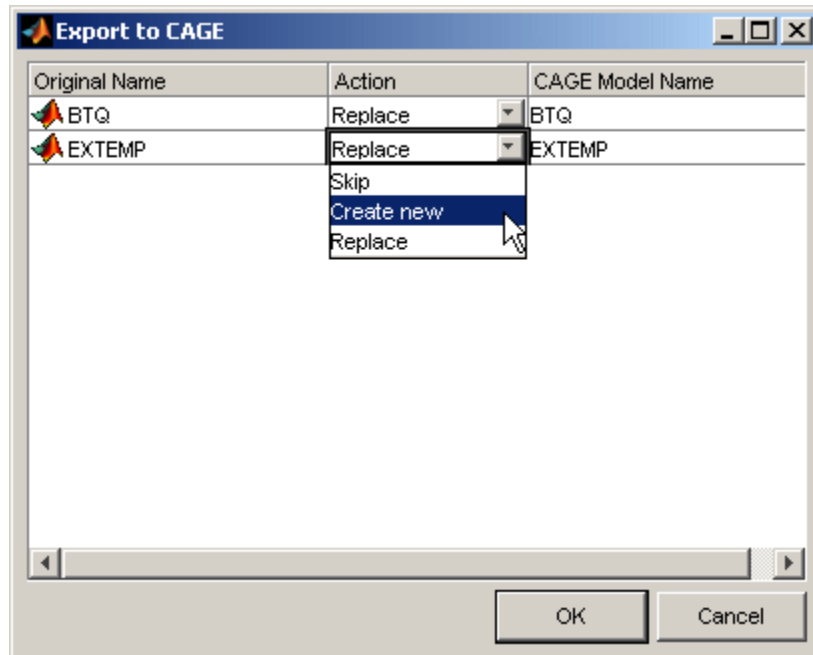 Export to CAGE
Original Name Action CAGE Model Name
BTQ Replace BTQ
EXTEMP Replace EXTEMP
Skip
Create new
Replace
OK Cancel